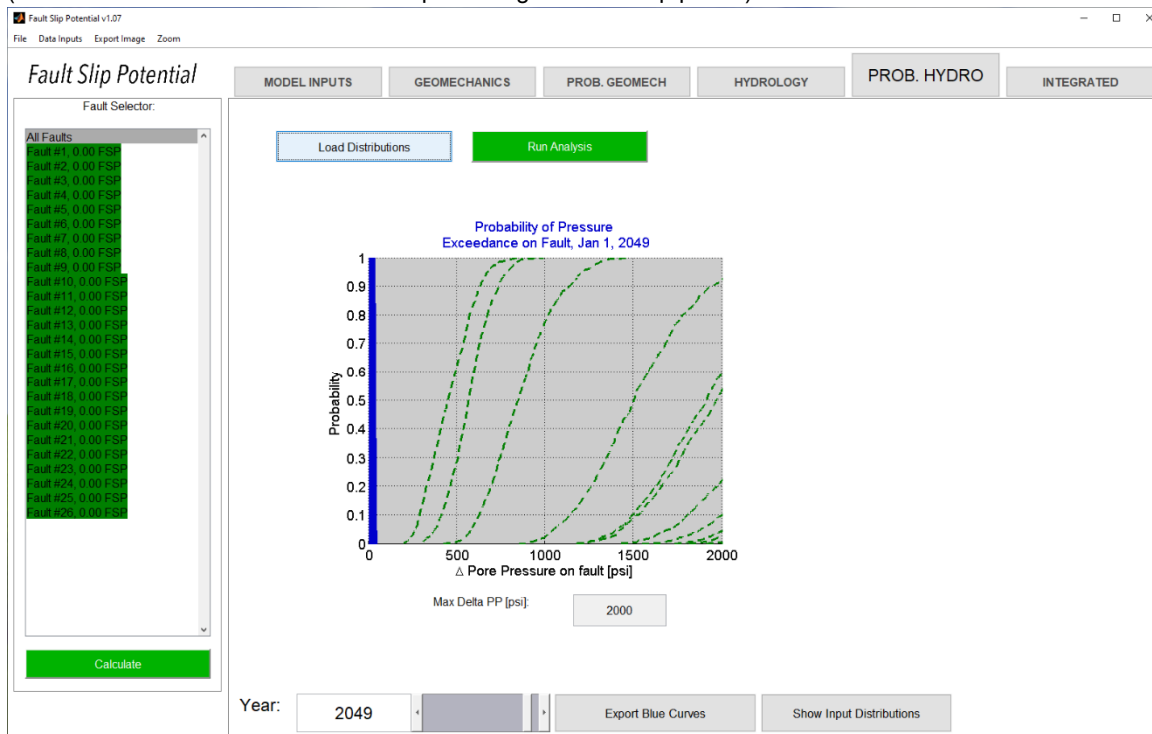 Fault Slip Potential v1.07
File Data Inputs Export Image Zoom
Fault Slip Potential
MODEL INPUTS GEOMECHANICS PROB. GEOMECH HYDROLOGY PROB. HYDRO INTEGRATED
Fault Selector:
All Faults
Fault #1, 0.00 FSP
Fault #2, 0.00 FSP
Fault #3, 0.00 FSP
Fault #4, 0.00 FSP
Fault #5, 0.00 FSP
Fault #6, 0.00 FSP
Fault #7, 0.00 FSP
Fault #8, 0.00 FSP
Fault #9, 0.00 FSP
Fault #10, 0.00 FSP
Fault #11, 0.00 FSP
Fault #12, 0.00 FSP
Fault #13, 0.00 FSP
Fault #14, 0.00 FSP
Fault #15, 0.00 FSP
Fault #16, 0.00 FSP
Fault #17, 0.00 FSP
Fault #18, 0.00 FSP
Fault #19, 0.00 FSP
Fault #20, 0.00 FSP
Fault #21, 0.00 FSP
Fault #22, 0.00 FSP
Fault #23, 0.00 FSP
Fault #24, 0.00 FSP
Fault #25, 0.00 FSP
Fault #26, 0.00 FSP
Calculate
Load Distributions Run Analysis
Probability of Pressure
Exceedance on Fault, Jan 1, 2049
1
0.9
0.8
0.7
0.6
0.5
0.4
0.3
0.2
0.1
0
Probability
0 500 1000 1500 2000
Δ Pore Pressure on fault [psi]
Max Delta PP [psi]: 2000
Year: 2049 Export Blue Curves Show Input Distributions